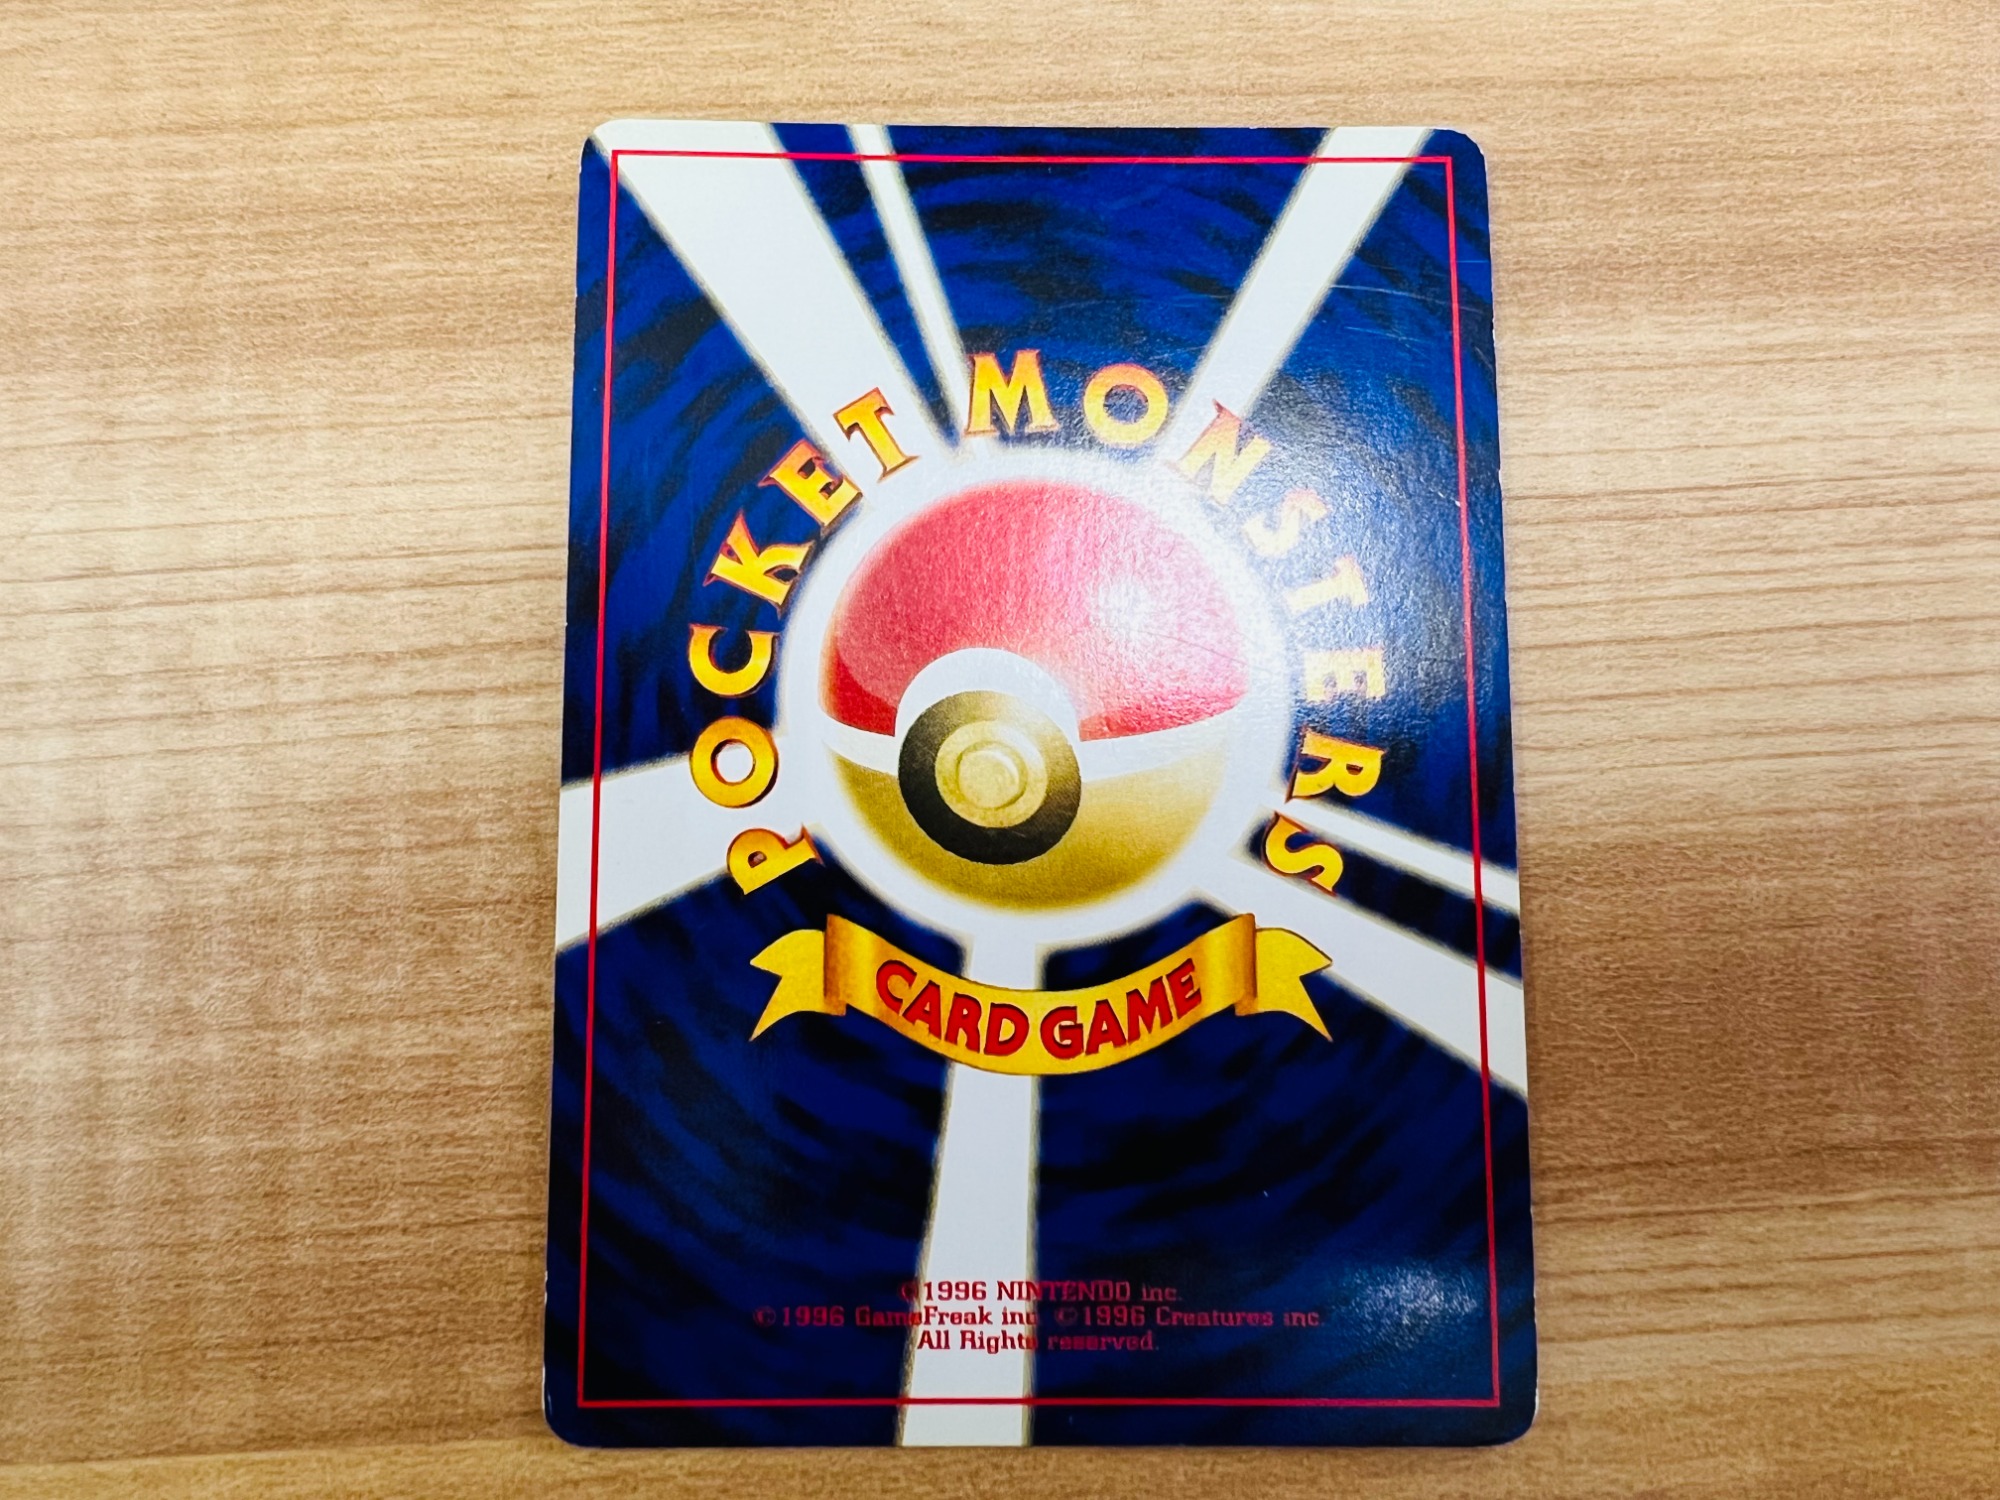 POCKET MONSTERS
CARD GAME
©1996 NINTENDO inc.
©1996 GameFreak inc. ©1996 Creatures inc.
All Rights reserved.